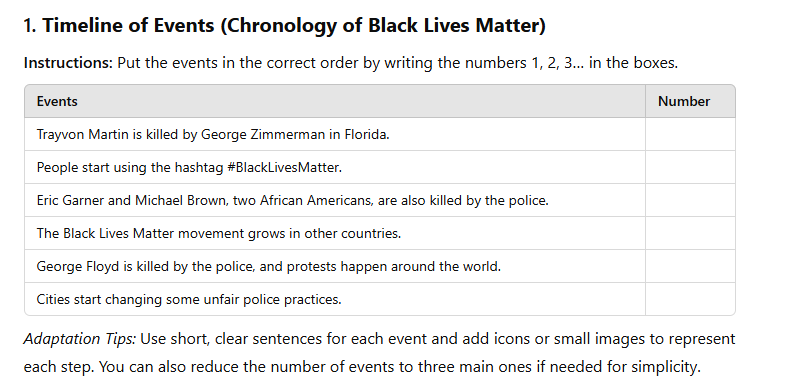 1. Timeline of Events (Chronology of Black Lives Matter)
Instructions: Put the events in the correct order by writing the numbers 1, 2, 3... in the boxes.
Events Number
Trayvon Martin is killed by George Zimmerman in Florida.
People start using the hashtag #BlackLivesMatter.
Eric Garner and Michael Brown, two African Americans, are also killed by the police.
The Black Lives Matter movement grows in other countries.
George Floyd is killed by the police, and protests happen around the world.
Cities start changing some unfair police practices.
Adaptation Tips: Use short, clear sentences for each event and add icons or small images to represent
each step. You can also reduce the number of events to three main ones if needed for simplicity.